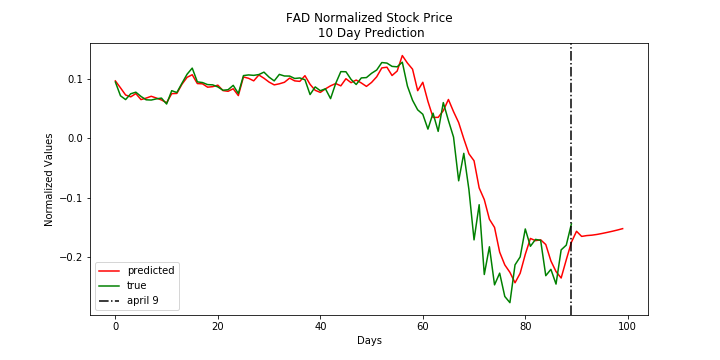 FAD Normalized Stock Price
10 Day Prediction
Normalized Values
0.1
0.0
−0.1
−0.2
predicted
true
april 9
0
20
40
60
80
100
Days